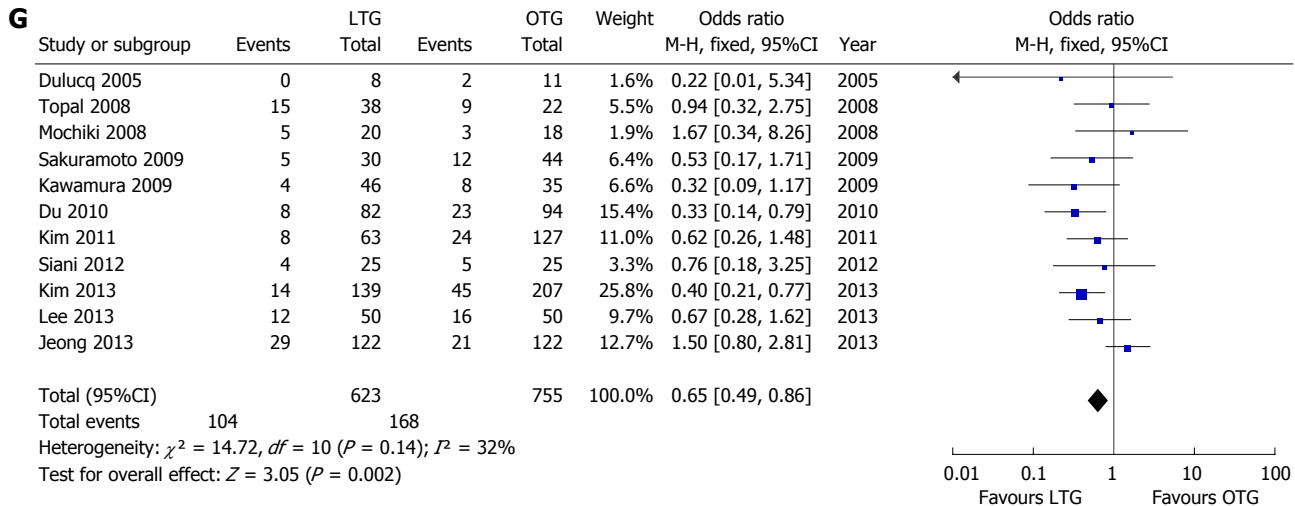 G
LTG OTG Weight Odds ratio Odds ratio
Study or subgroup Events Total Events Total M-H, fixed, 95%CI Year M-H, fixed, 95%CI
Dulucq 2005 0 8 2 11 1.6% 0.22 [0.01, 5.34] 2005
Topal 2008 15 38 9 22 5.5% 0.94 [0.32, 2.75] 2008
Mochiki 2008 5 20 3 18 1.9% 1.67 [0.34, 8.26] 2008
Sakuramoto 2009 5 30 12 44 6.4% 0.53 [0.17, 1.71] 2009
Kawamura 2009 4 46 8 35 6.6% 0.32 [0.09, 1.17] 2009
Du 2010 8 82 23 94 15.4% 0.33 [0.14, 0.79] 2010
Kim 2011 8 63 24 127 11.0% 0.62 [0.26, 1.48] 2011
Siani 2012 4 25 5 25 3.3% 0.76 [0.18, 3.25] 2012
Kim 2013 14 139 45 207 25.8% 0.40 [0.21, 0.77] 2013
Lee 2013 12 50 16 50 9.7% 0.67 [0.28, 1.62] 2013
Jeong 2013 29 122 21 122 12.7% 1.50 [0.80, 2.81] 2013
Total (95%CI) 623 755 100.0% 0.65 [0.49, 0.86]
Total events 104 168
Heterogeneity: χ² = 14.72, df = 10 (P = 0.14); I² = 32%
Test for overall effect: Z = 3.05 (P = 0.002)
0.01 0.1 1 10 100
Favours LTG Favours OTG